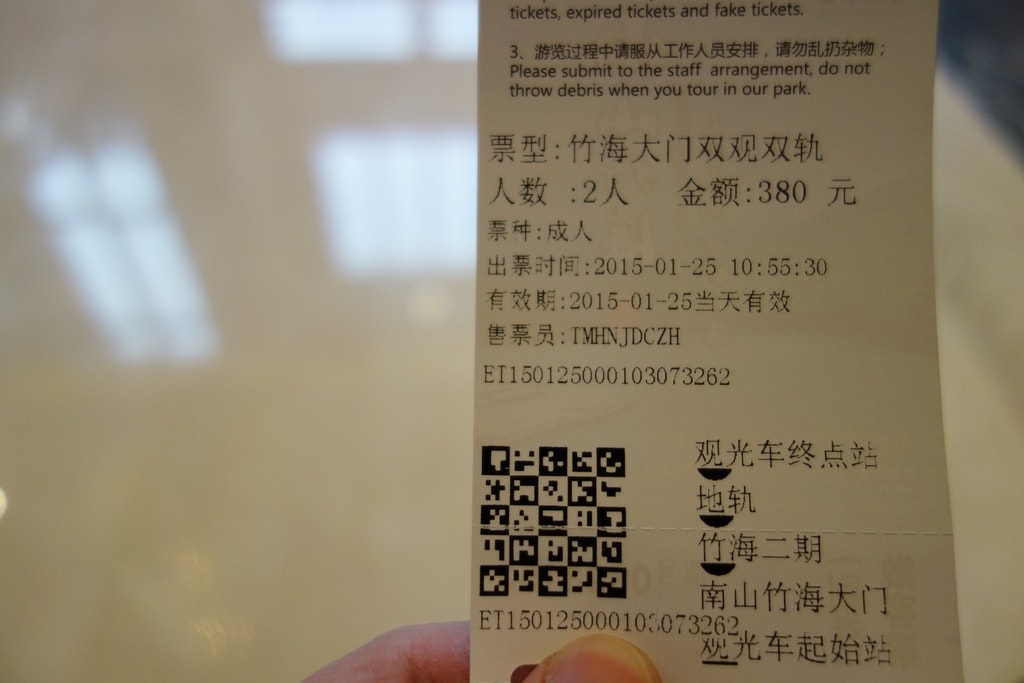 tickets, expired tickets and fake tickets.
3、游览过程中请服从工作人员安排，请勿乱扔杂物；
Please submit to the staff arrangement, do not
throw debris when you tour in our park.
票型:竹海大门双观双轨
人数 :2人 金额:380 元
票种:成人
出票时间:2015-01-25 10:55:30
有效期:2015-01-25当天有效
售票员:TMHNJDCZH
ET150125000103073262
观光车终点站
地轨
竹海二期
南山竹海大门
ET150125000103073262
观光车起始站